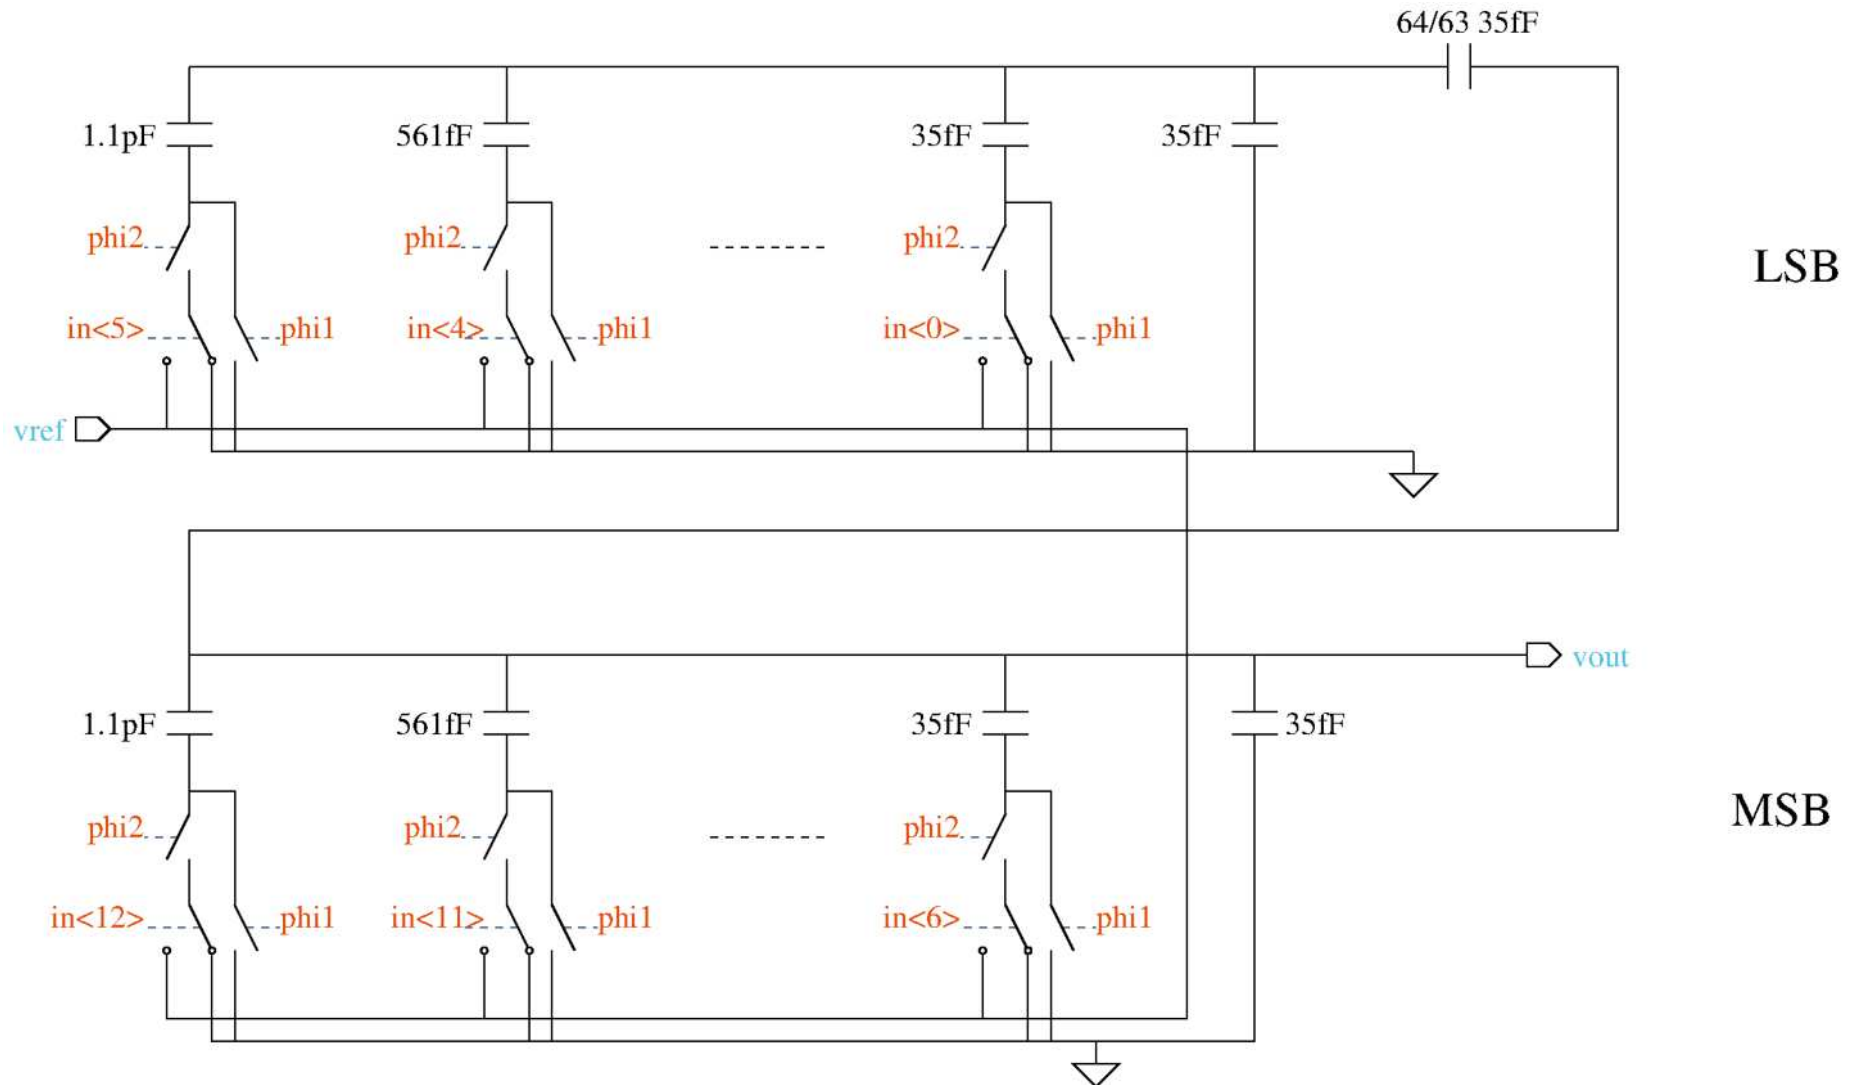 64/63 35fF
1.1pF 561fF 35fF 35fF
phi2 phi2 phi2
LSB
in<5> phi1 in<4> phi1 in<0> phi1
vref
vout
1.1pF 561fF 35fF 35fF
MSB
phi2 phi2 phi2
in<12> phi1 in<11> phi1 in<6> phi1